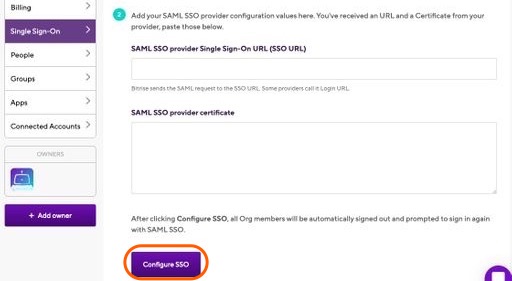 Billing
Single Sign-On
People
Groups
Apps
Connected Accounts
OWNERS
+ Add owner
2 Add your SAML SSO provider configuration values here. You've received an URL and a Certificate from your
provider, paste those below.
SAML SSO provider Single Sign-On URL (SSO URL)
Bitrise sends the SAML request to the SSO URL. Some providers call it Login URL.
SAML SSO provider certificate
After clicking Configure SSO, all Org members will be automatically signed out and prompted to sign in again
with SAML SSO.
Configure SSO